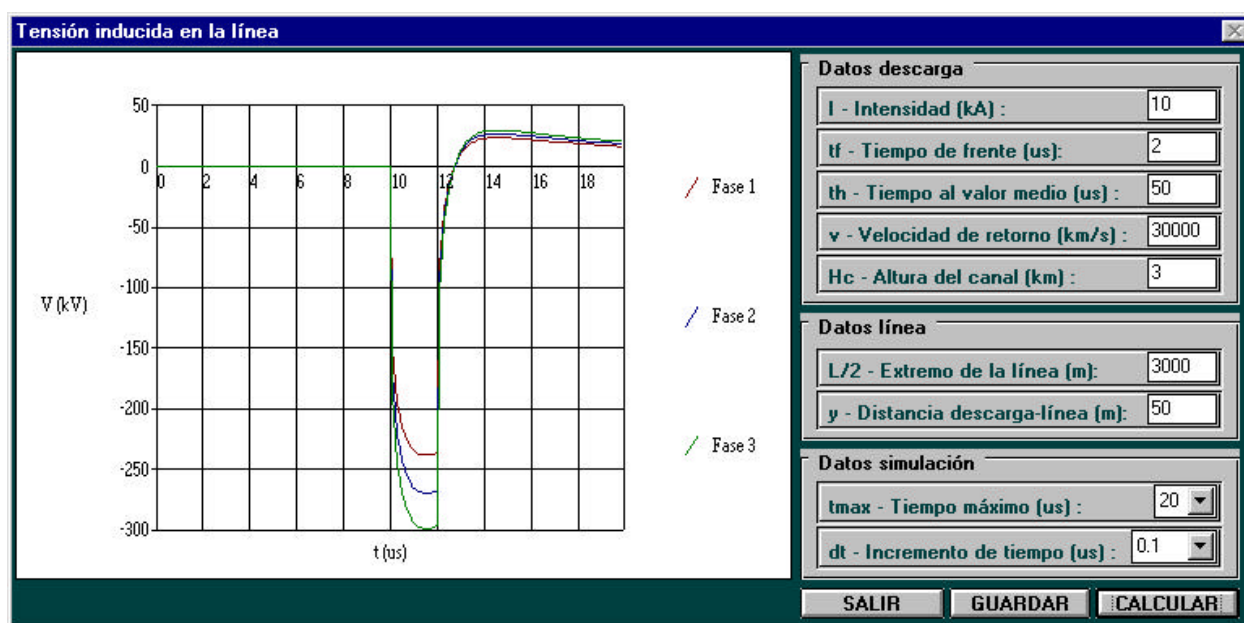 Tensión inducida en la línea
50
0
-50
-100
-150
-200
-250
-300
0 2 4 6 8 10 12 14 16 18
V (kV)
t (us)
Fase 1
Fase 2
Fase 3
Datos descarga
I - Intensidad (kA) : 10
tf - Tiempo de frente (us): 2
th - Tiempo al valor medio (us) : 50
v - Velocidad de retorno (km/s) : 30000
Hc - Altura del canal (km) : 3
Datos línea
L/2 - Extremo de la línea (m): 3000
y - Distancia descarga-línea (m): 50
Datos simulación
tmax - Tiempo máximo (us) : 20
dt - Incremento de tiempo (us) : 0.1
SALIR GUARDAR CALCULAR